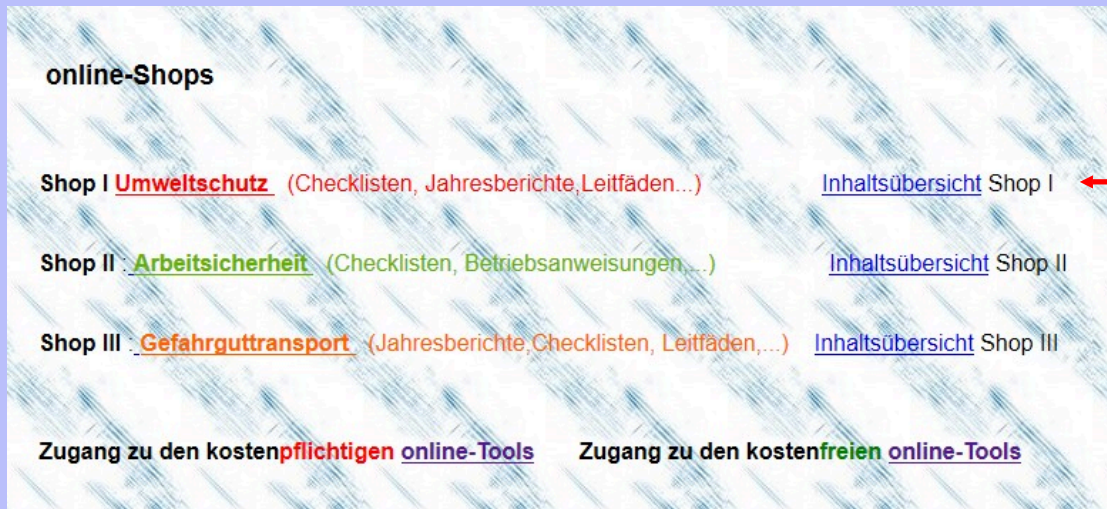 online-Shops
Shop I Umweltschutz (Checklisten, Jahresberichte,Leitfäden...) Inhaltsübersicht Shop I
Shop II : Arbeitsicherheit (Checklisten, Betriebsanweisungen,...) Inhaltsübersicht Shop II
Shop III : Gefahrguttransport (Jahresberichte,Checklisten, Leitfäden,...) Inhaltsübersicht Shop III
Zugang zu den kostenpflichtigen online-Tools Zugang zu den kostenfreien online-Tools